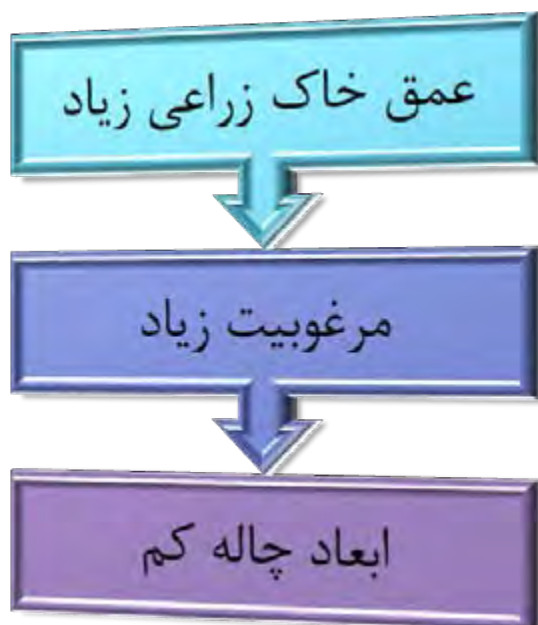 عمق خاک زراعی زیاد
مرغوبیت زیاد
ابعاد چاله کم